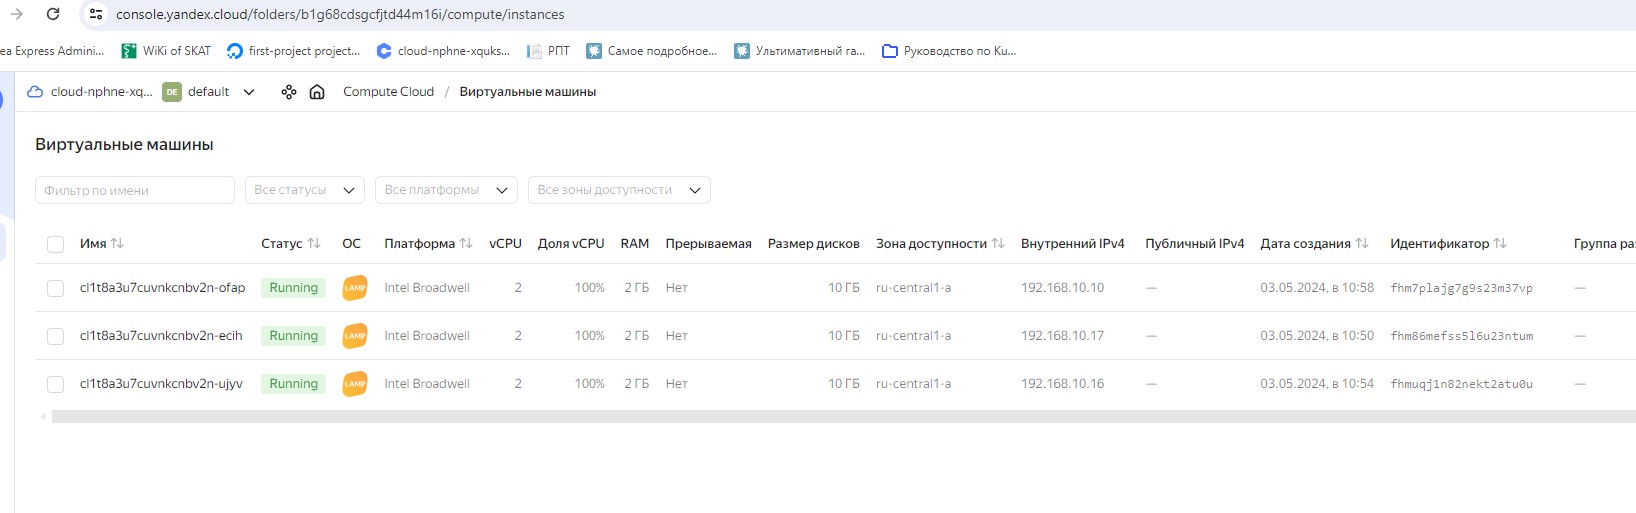 console.yandex.cloud/folders/b1g68cdsgcfjtd44m16i/compute/instances
ea Express Admini... WiKi of SKAT first-project project... cloud-nphne-xquks... РПТ Самое подробное... Ультимативный га... Руководство по Ku...
cloud-nphne-xq... DE default Compute Cloud / Виртуальные машины
Виртуальные машины
Фильтр по имени Все статусы Все платформы Все зоны доступности
Имя Статус ОС Платформа vCPU Доля vCPU RAM Прерываемая Размер дисков Зона доступности Внутренний IPv4 Публичный IPv4 Дата создания Идентификатор Группа ра
cl1t8a3u7cuvnkcnbv2n-ofap Running LAMP Intel Broadwell 2 100% 2 ГБ Нет 10 ГБ ru-central1-a 192.168.10.10 — 03.05.2024, в 10:58 fhm7plajg7g9s23m37vp —
cl1t8a3u7cuvnkcnbv2n-ecih Running LAMP Intel Broadwell 2 100% 2 ГБ Нет 10 ГБ ru-central1-a 192.168.10.17 — 03.05.2024, в 10:50 fhm86mefss5l6u23ntum —
cl1t8a3u7cuvnkcnbv2n-ujyv Running LAMP Intel Broadwell 2 100% 2 ГБ Нет 10 ГБ ru-central1-a 192.168.10.16 — 03.05.2024, в 10:54 fhmuqj1n82nekt2atu0u —